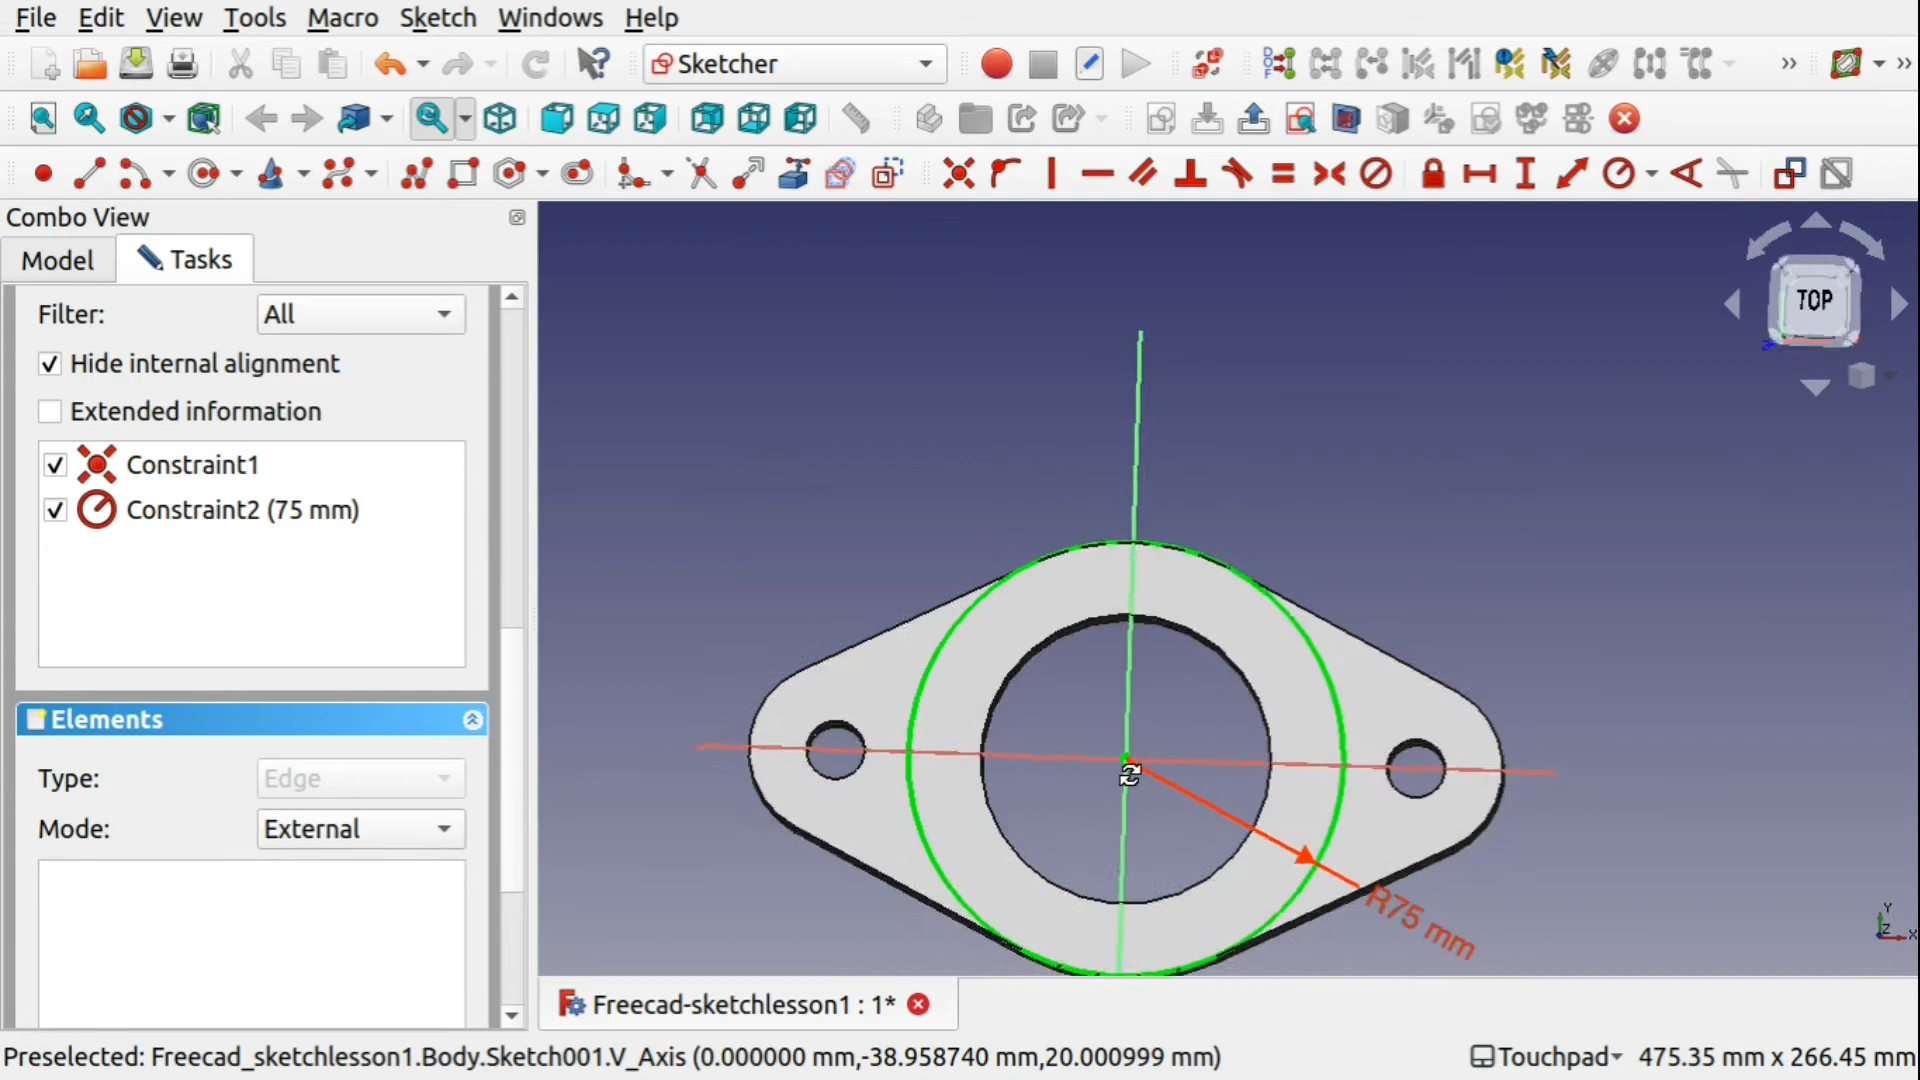 File Edit View Tools Macro Sketch Windows Help
Sketcher
Combo View
Model Tasks
Filter: All
Hide internal alignment
Extended information
Constraint1
Constraint2 (75 mm)
Elements
Type: Edge
Mode: External
TOP
R75 mm
Y
Z
X
Freecad-sketchlesson1 : 1*
Preselected: Freecad_sketchlesson1.Body.Sketch001.V_Axis (0.000000 mm,-38.958740 mm,20.000999 mm) Touchpad 475.35 mm x 266.45 mm